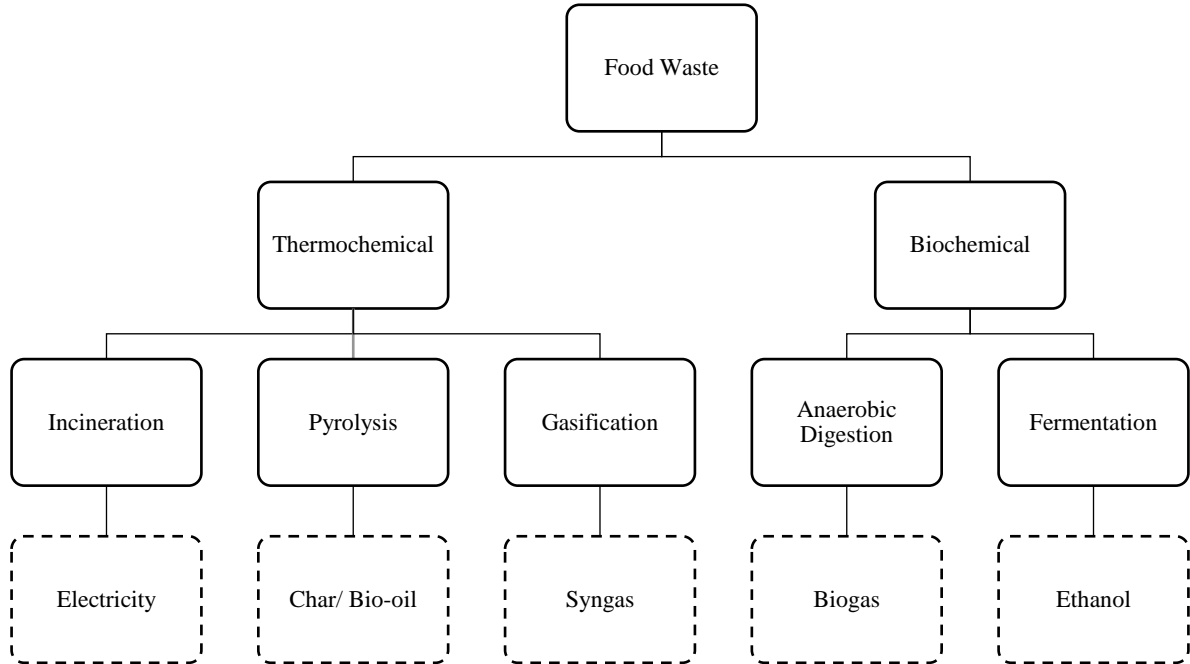 Food Waste
Thermochemical
Biochemical
Incineration
Pyrolysis
Gasification
Anaerobic
Digestion
Fermentation
Electricity
Char/ Bio-oil
Syngas
Biogas
Ethanol